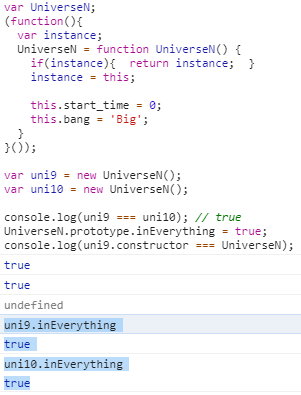 var UniverseN;
(function(){
  var instance;
  UniverseN = function UniverseN() {
    if(instance){  return instance;  }
    instance = this;

    this.start_time = 0;
    this.bang = 'Big';
  }
}());

var uni9 = new UniverseN();
var uni10 = new UniverseN();

console.log(uni9 === uni10); // true
UniverseN.prototype.inEverything = true;
console.log(uni9.constructor === UniverseN);
true
true
undefined
uni9.inEverything
true
uni10.inEverything
true